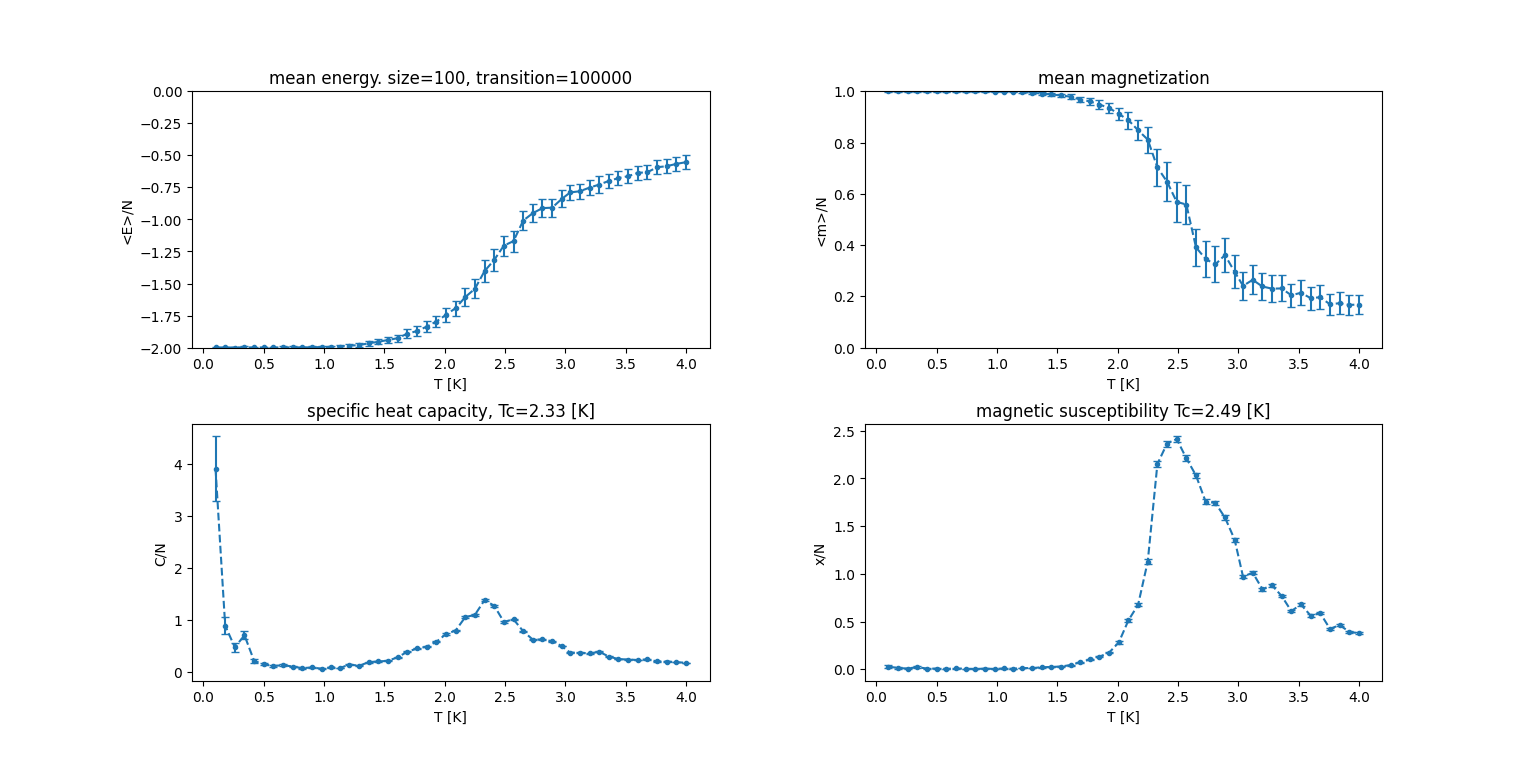 mean energy. size=100, transition=100000
0.00
−0.25
−0.50
−0.75
−1.00
−1.25
−1.50
−1.75
−2.00
<E>/N
0.0 0.5 1.0 1.5 2.0 2.5 3.0 3.5 4.0
T [K]
mean magnetization
1.0
0.8
0.6
0.4
0.2
0.0
<m>/N
0.0 0.5 1.0 1.5 2.0 2.5 3.0 3.5 4.0
T [K]
specific heat capacity, Tc=2.33 [K]
4
3
2
1
0
C/N
0.0 0.5 1.0 1.5 2.0 2.5 3.0 3.5 4.0
T [K]
magnetic susceptibility Tc=2.49 [K]
2.5
2.0
1.5
1.0
0.5
0.0
x/N
0.0 0.5 1.0 1.5 2.0 2.5 3.0 3.5 4.0
T [K]